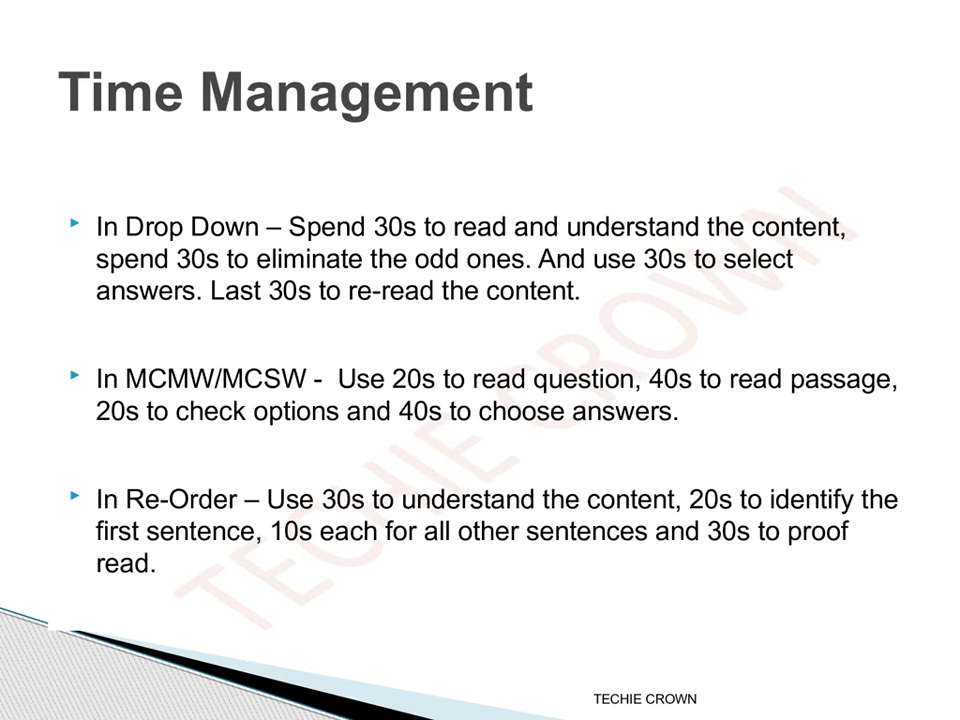 Time Management
In Drop Down – Spend 30s to read and understand the content,
spend 30s to eliminate the odd ones. And use 30s to select
answers. Last 30s to re-read the content.
In MCMW/MCSW -  Use 20s to read question, 40s to read passage,
20s to check options and 40s to choose answers.
In Re-Order – Use 30s to understand the content, 20s to identify the
first sentence, 10s each for all other sentences and 30s to proof
read.
TECHIE CROWN
TECHIE CROWN